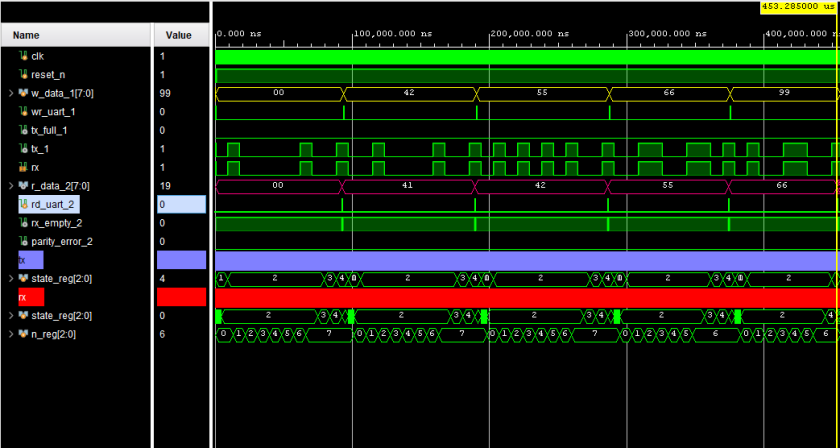 453.285000 us
Name Value 0.000 ns 100,000.000 ns 200,000.000 ns 300,000.000 ns 400,000.000 ns
clk 1
reset_n 1
w_data_1[7:0] 99 00 42 55 66 99
wr_uart_1 0
tx_full_1 0
tx_1 1
rx 1
r_data_2[7:0] 19 00 41 42 55 66
rd_uart_2 0
rx_empty_2 0
parity_error_2 0
tx
state_reg[2:0] 4 1 2 3 4 0 2 3 4 0 2 3 4 0 2 3 4 0 2
rx
state_reg[2:0] 0 2 3 4 2 3 4 2 3 4 2 3 4 2 4
n_reg[2:0] 6 0 1 2 3 4 5 6 7 0 1 2 3 4 5 6 7 0 1 2 3 4 5 6 7 0 1 2 3 4 5 6 0 1 2 3 4 5 6